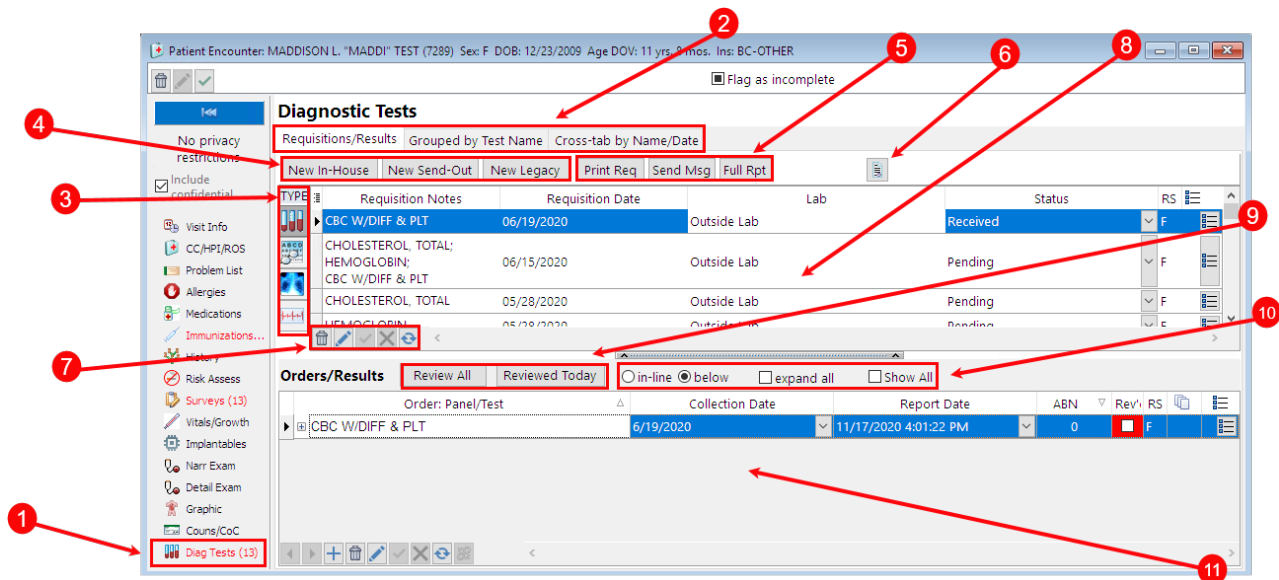 2
8
Patient Encounter: MADDISON L. "MADDI" TEST (7289) Sex: F DOB: 12/23/2009 Age DOV: 11 yrs, 8 mos. Ins: BC-OTHER
5
6
Flag as incomplete
Diagnostic Tests
4
No privacy
restrictions
Requisitions/Results Grouped by Test Name Cross-tab by Name/Date
Include
confidential
New In-House New Send-Out New Legacy Print Req Send Msg Full Rpt
3
TYPE Requisition Notes Requisition Date Lab Status RS
9
CBC W/DIFF & PLT 06/19/2020 Outside Lab Received F
CHOLESTEROL, TOTAL;
HEMOGLOBIN;
CBC W/DIFF & PLT
06/15/2020 Outside Lab Pending F
CHOLESTEROL, TOTAL 05/28/2020 Outside Lab Pending F
HEMOGLOBIN 05/28/2020 Outside Lab Pending F
10
7
Visit Info
CC/HPI/ROS
Problem List
Allergies
Medications
Immunizations...
History
Risk Assess
Surveys (13)
Vitals/Growth
Implantables
Narr Exam
Detail Exam
Graphic
Couns/CoC
1
Diag Tests (13)
Orders/Results Review All Reviewed Today in-line below expand all Show All
Order: Panel/Test Collection Date Report Date ABN Rev' RS
CBC W/DIFF & PLT 6/19/2020 11/17/2020 4:01:22 PM 0 F
11